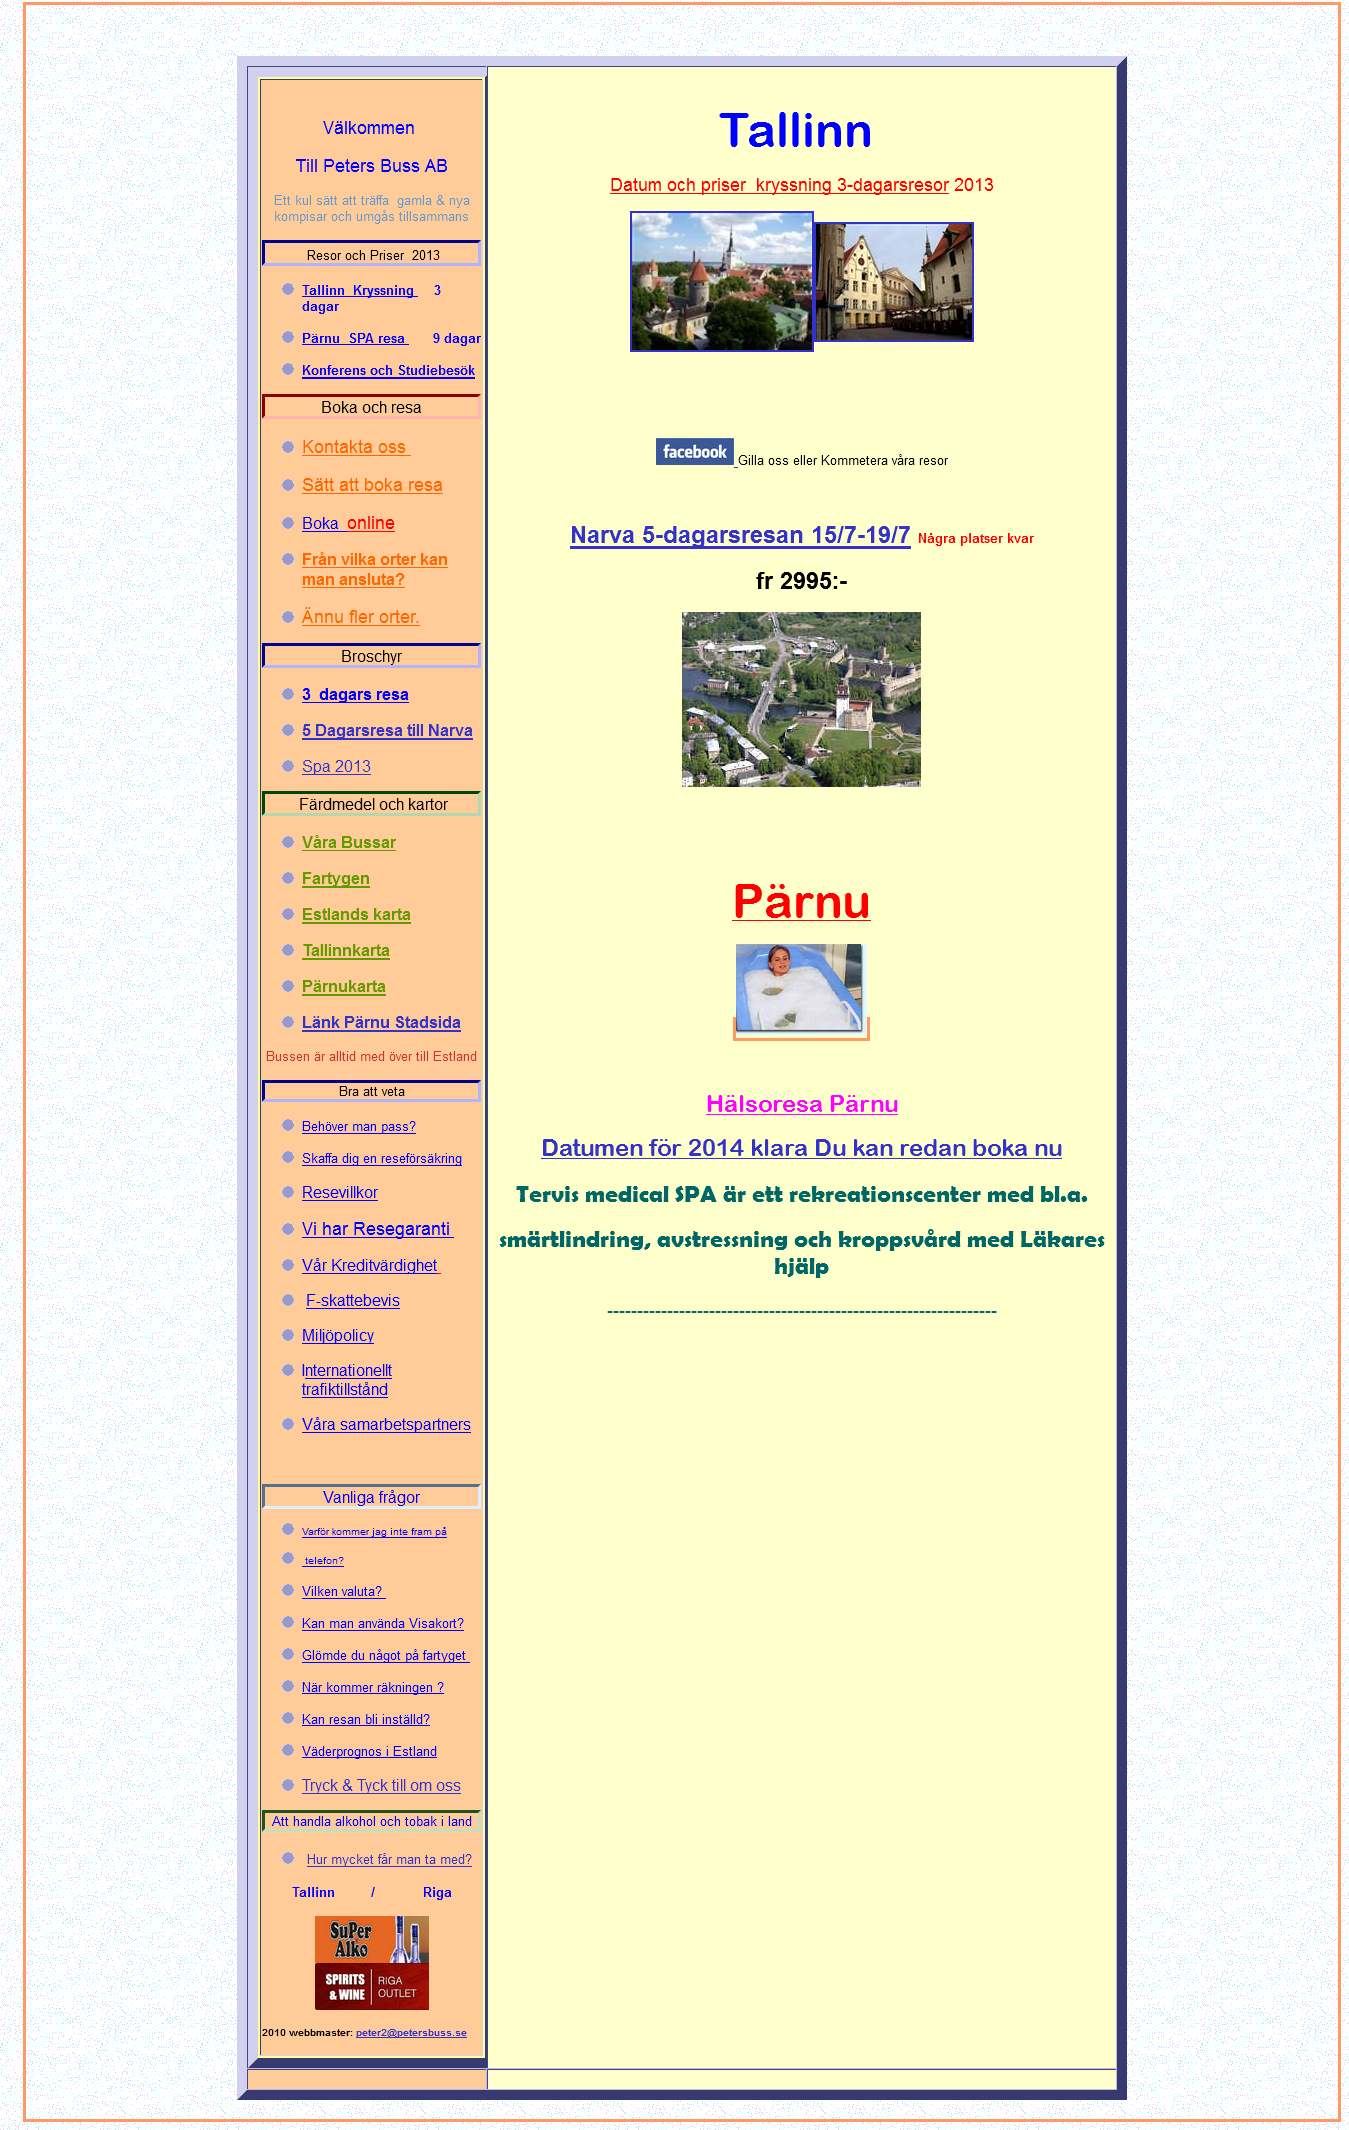 Välkommen
Till Peters Buss AB
Ett kul sätt att träffa gamla & nya
kompisar och umgås tillsammans
Resor och Priser 2013
Tallinn Kryssning 3
dagar
Pärnu SPA resa 9 dagar
Konferens och Studiebesök
Boka och resa
Kontakta oss
Sätt att boka resa
Boka online
Från vilka orter kan
man ansluta?
Ännu fler orter.
Broschyr
3 dagars resa
5 Dagarsresa till Narva
Spa 2013
Färdmedel och kartor
Våra Bussar
Fartygen
Estlands karta
Tallinnkarta
Pärnukarta
Länk Pärnu Stadsida
Bussen är alltid med över till Estland
Bra att veta
Behöver man pass?
Skaffa dig en reseförsäkring
Resevillkor
Vi har Resegaranti
Vår Kreditvärdighet
F-skattebevis
Miljöpolicy
Internationellt
trafiktillstånd
Våra samarbetspartners
Vanliga frågor
Varför kommer jag inte fram på
telefon?
Vilken valuta?
Kan man använda Visakort?
Glömde du något på fartyget
När kommer räkningen ?
Kan resan bli inställd?
Väderprognos i Estland
Tryck & Tyck till om oss
Att handla alkohol och tobak i land
Hur mycket får man ta med?
Tallinn / Riga
SuPer
Alko
SPIRITS
& WINE
RIGA
OUTLET
2010 webbmaster: peter2@petersbuss.se
Tallinn
Datum och priser kryssning 3-dagarsresor 2013
facebook Gilla oss eller Kommetera våra resor
Narva 5-dagarsresan 15/7-19/7 Några platser kvar
fr 2995:-
Pärnu
Hälsoresa Pärnu
Datumen för 2014 klara Du kan redan boka nu
Tervis medical SPA är ett rekreationscenter med bl.a.
smärtlindring, avstressning och kroppsvård med Läkares
hjälp
-----------------------------------------------------------------